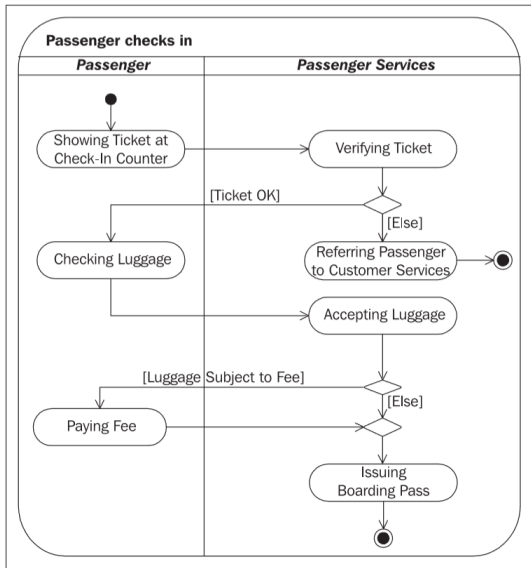 Passenger checks in
Passenger
Passenger Services
Showing Ticket at
Check-In Counter
Verifying Ticket
[Ticket OK]
[Else]
Checking Luggage
Referring Passenger
to Customer Services
Accepting Luggage
[Luggage Subject to Fee]
[Else]
Paying Fee
Issuing
Boarding Pass